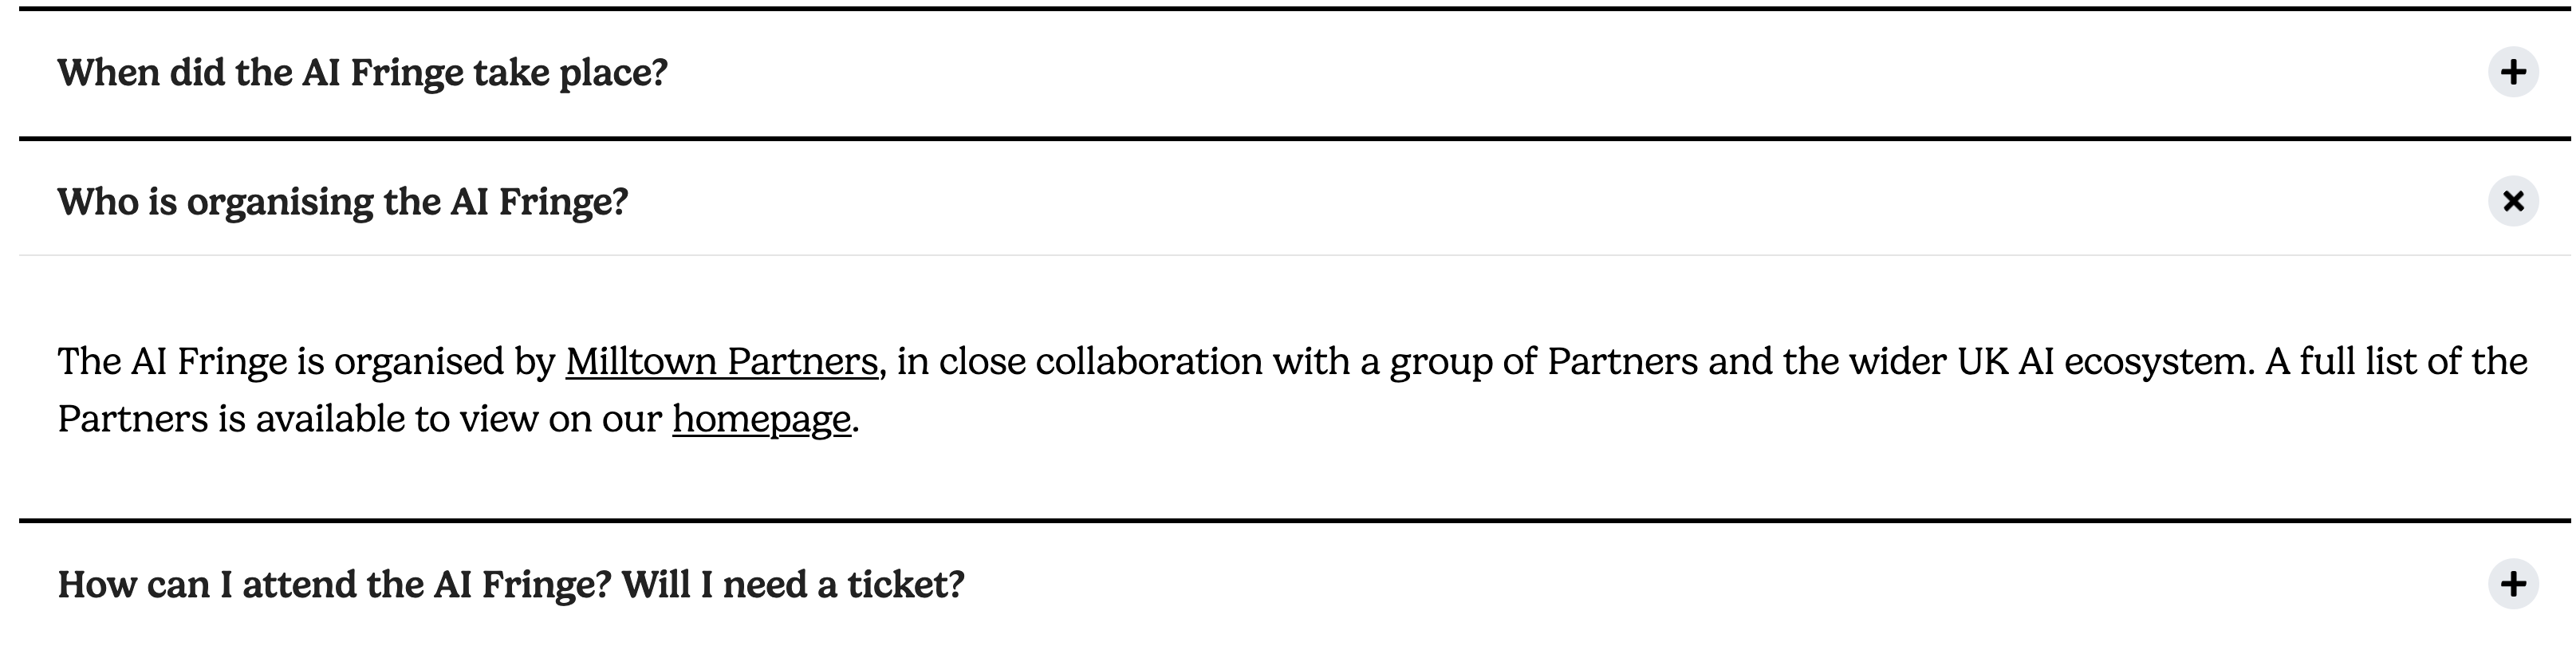 When did the AI Fringe take place?
Who is organising the AI Fringe?
The AI Fringe is organised by Milltown Partners, in close collaboration with a group of Partners and the wider UK AI ecosystem. A full list of the
Partners is available to view on our homepage.
How can I attend the AI Fringe? Will I need a ticket?